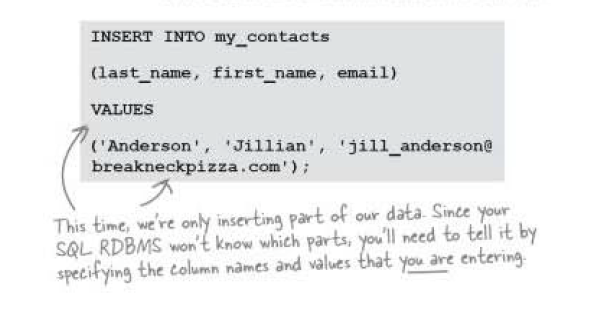 INSERT INTO my_contacts
(last_name, first_name, email)
VALUES
('Anderson', 'Jillian', 'jill_anderson@
breakneckpizza.com');
This time, we're only inserting part of our data. Since your
SQL RDBMS won't know which parts, you'll need to tell it by
specifying the column names and values that you are entering.